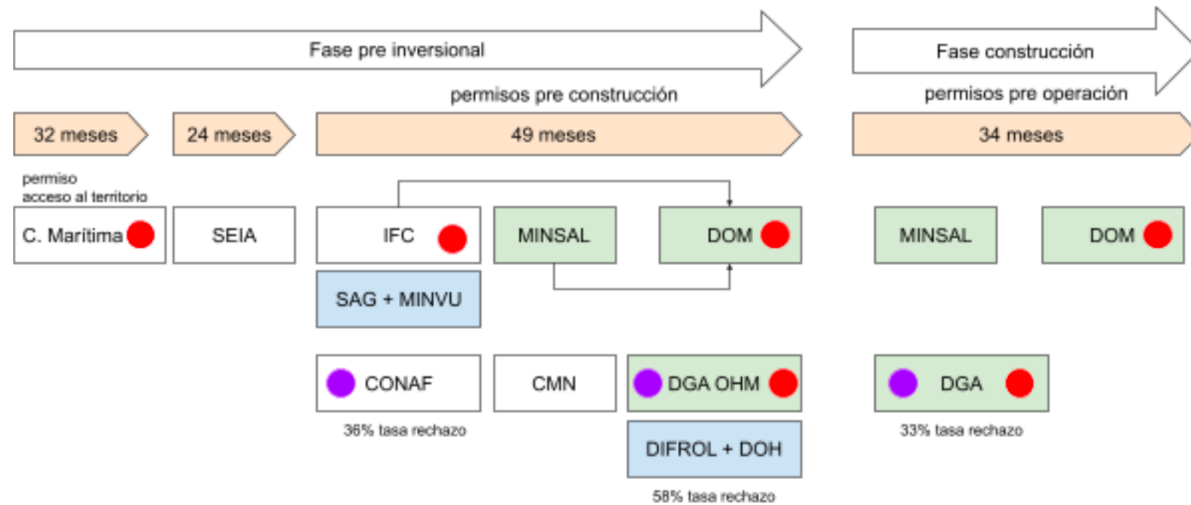 Fase pre inversional
Fase construcción
permisos pre construcción
permisos pre operación
32 meses
24 meses
49 meses
34 meses
permiso
acceso al territorio
C. Marítima
SEIA
IFC
MINSAL
DOM
MINSAL
DOM
SAG + MINVU
CONAF
CMN
DGA OHM
DGA
36% tasa rechazo
33% tasa rechazo
DIFROL + DOH
58% tasa rechazo